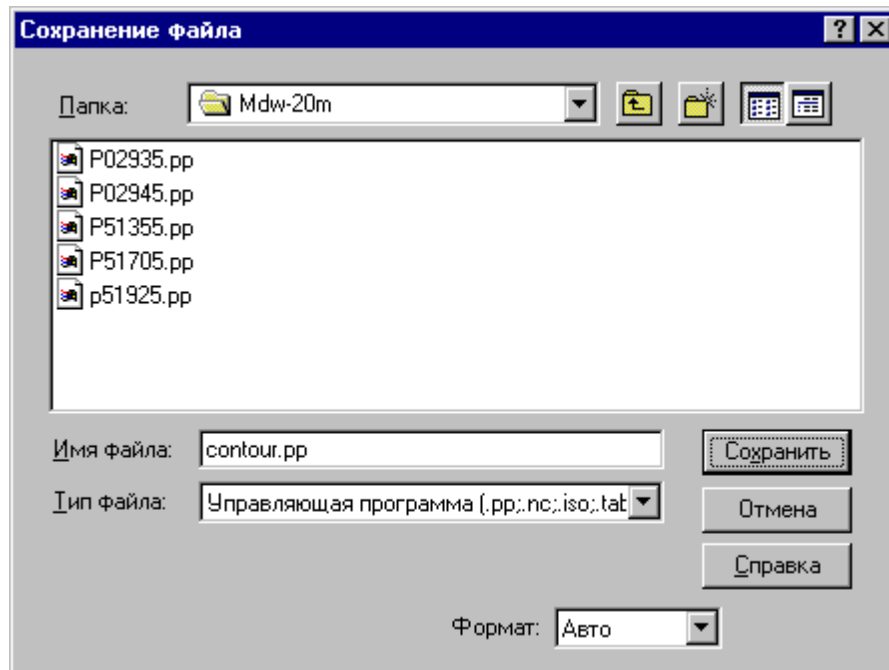 Сохранение файла
Папка: Mdw-20m
P02935.pp
P02945.pp
P51355.pp
P51705.pp
p51925.pp
Имя файла: contour.pp Сохранить
Тип файла: Управляющая программа (.pp;.nc;.iso;.tab Отмена
Справка
Формат: Авто